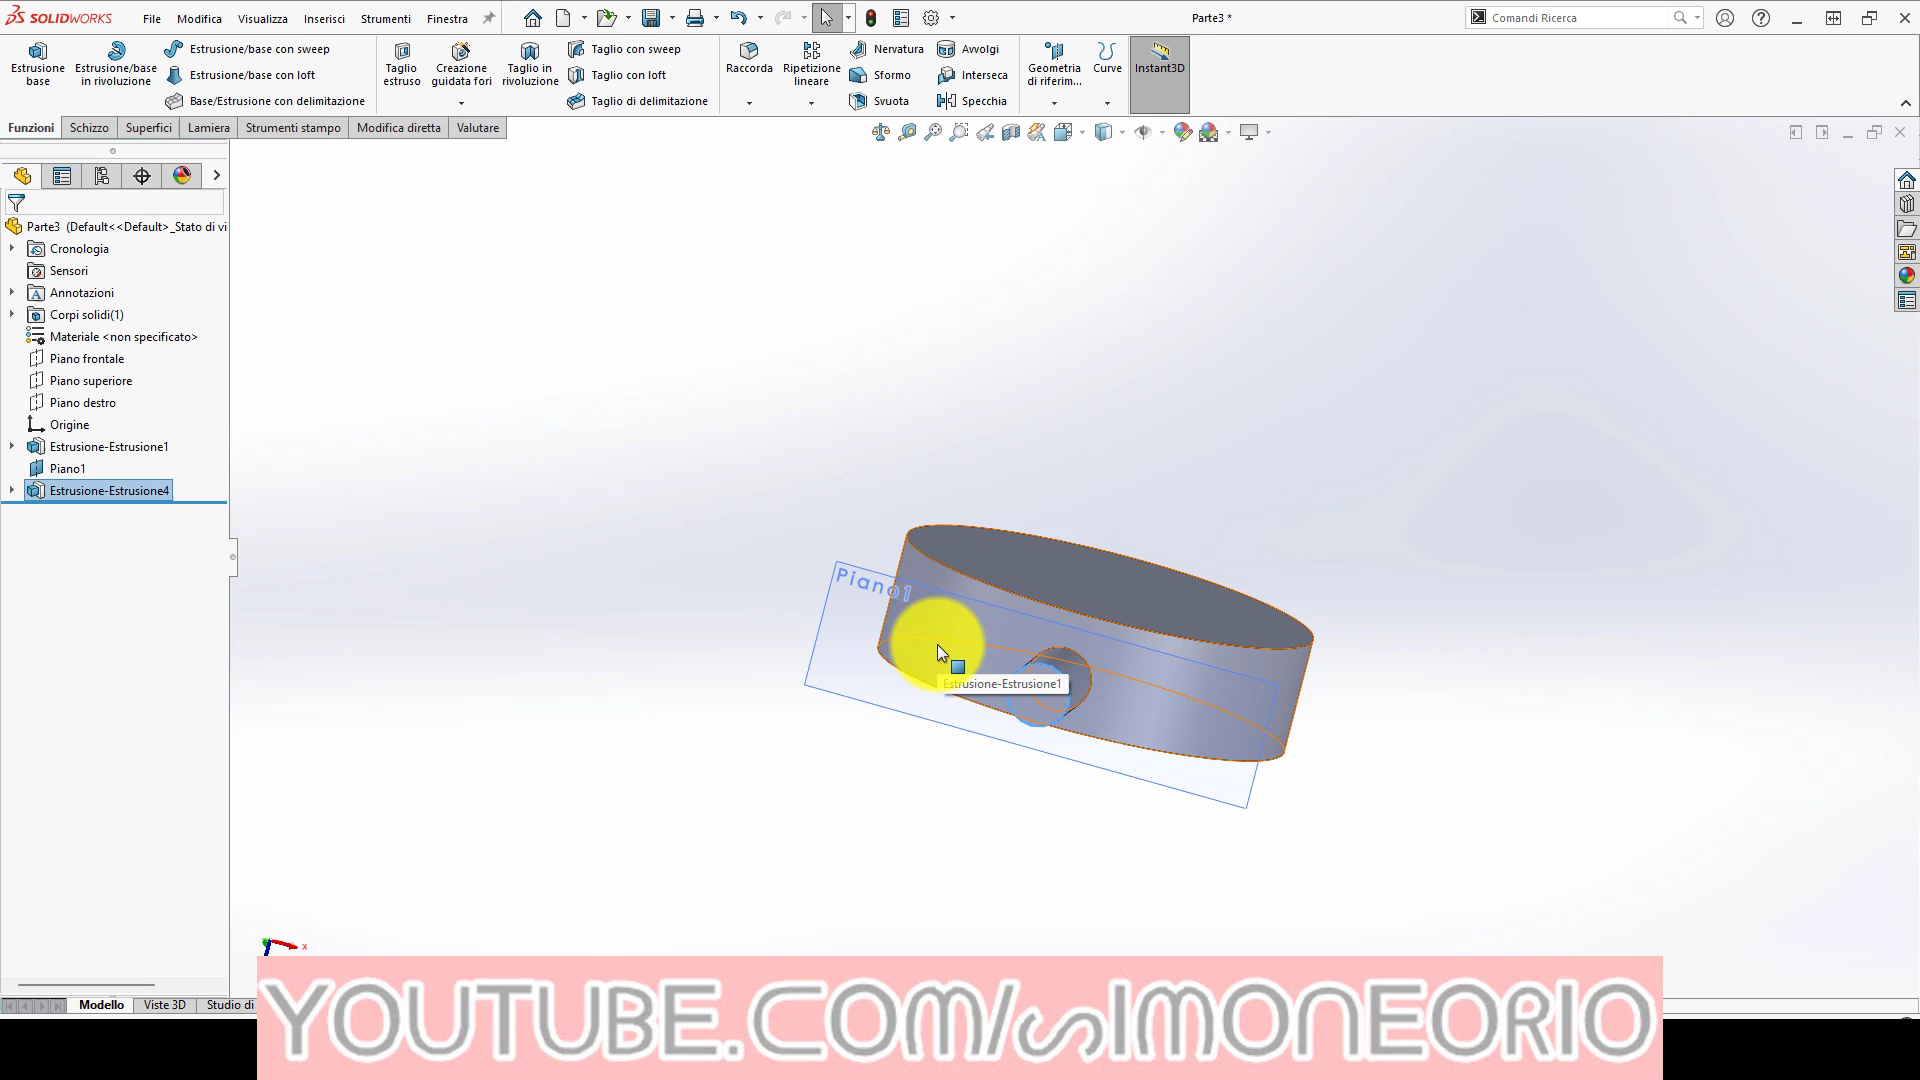 SOLIDWORKS File Modifica Visualizza Inserisci Strumenti Finestra Parte3 * Comandi Ricerca
Estrusione base
Estrusione/base in rivoluzione
Estrusione/base con sweep
Estrusione/base con loft
Base/Estrusione con delimitazione
Taglio estruso
Creazione guidata fori
Taglio in rivoluzione
Taglio con sweep
Taglio con loft
Taglio di delimitazione
Raccorda
Ripetizione lineare
Nervatura
Sformo
Svuota
Avvolgi
Interseca
Specchia
Geometria di riferim...
Curve
Instant3D
Funzioni Schizzo Superfici Lamiera Strumenti stampo Modifica diretta Valutare
Parte3 (Default<<Default>_Stato di vi
Cronologia
Sensori
Annotazioni
Corpi solidi(1)
Materiale <non specificato>
Piano frontale
Piano superiore
Piano destro
Origine
Estrusione-Estrusione1
Piano1
Estrusione-Estrusione4
Piano1
Estrusione-Estrusione1
x
Modello Viste 3D Studio di
YOUTUBE.COM/SIMONEORIO